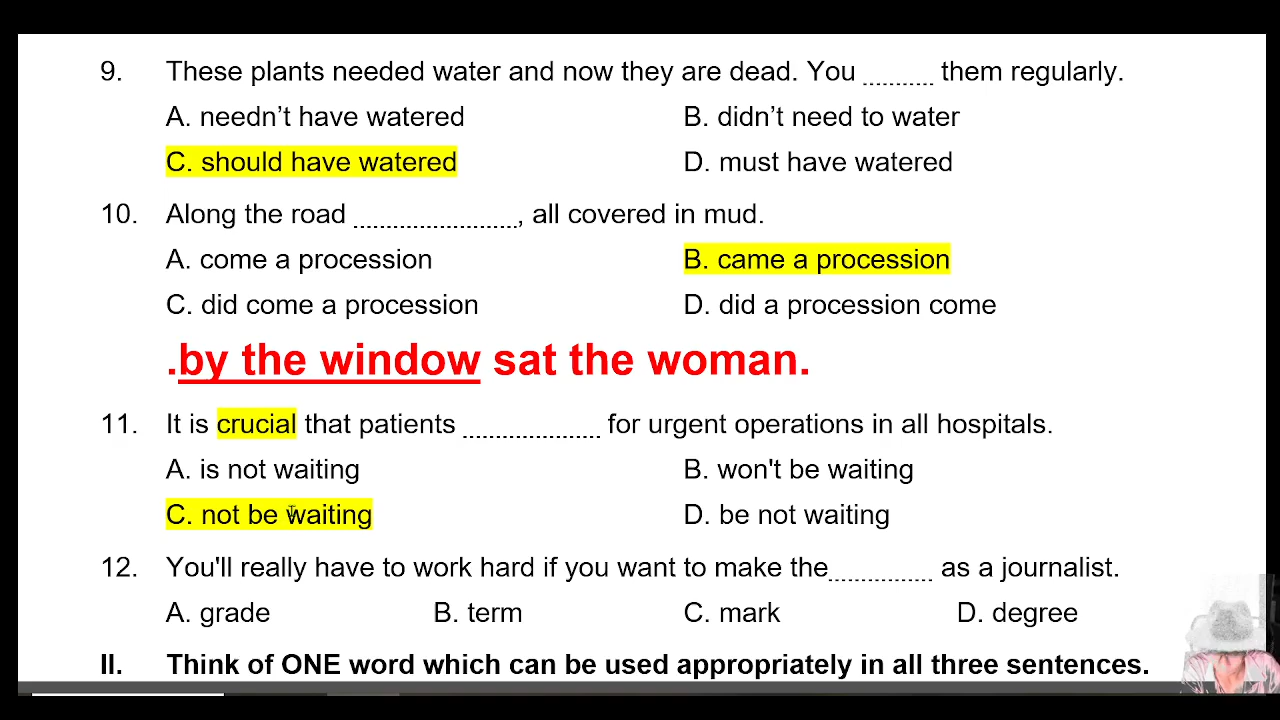 9. These plants needed water and now they are dead. You .......... them regularly.
A. needn’t have watered B. didn’t need to water
C. should have watered D. must have watered
10. Along the road ......................., all covered in mud.
A. come a procession B. came a procession
C. did come a procession D. did a procession come
.by the window sat the woman.
11. It is crucial that patients ................... for urgent operations in all hospitals.
A. is not waiting B. won't be waiting
C. not be waiting D. be not waiting
12. You'll really have to work hard if you want to make the............... as a journalist.
A. grade B. term C. mark D. degree
II. Think of ONE word which can be used appropriately in all three sentences.